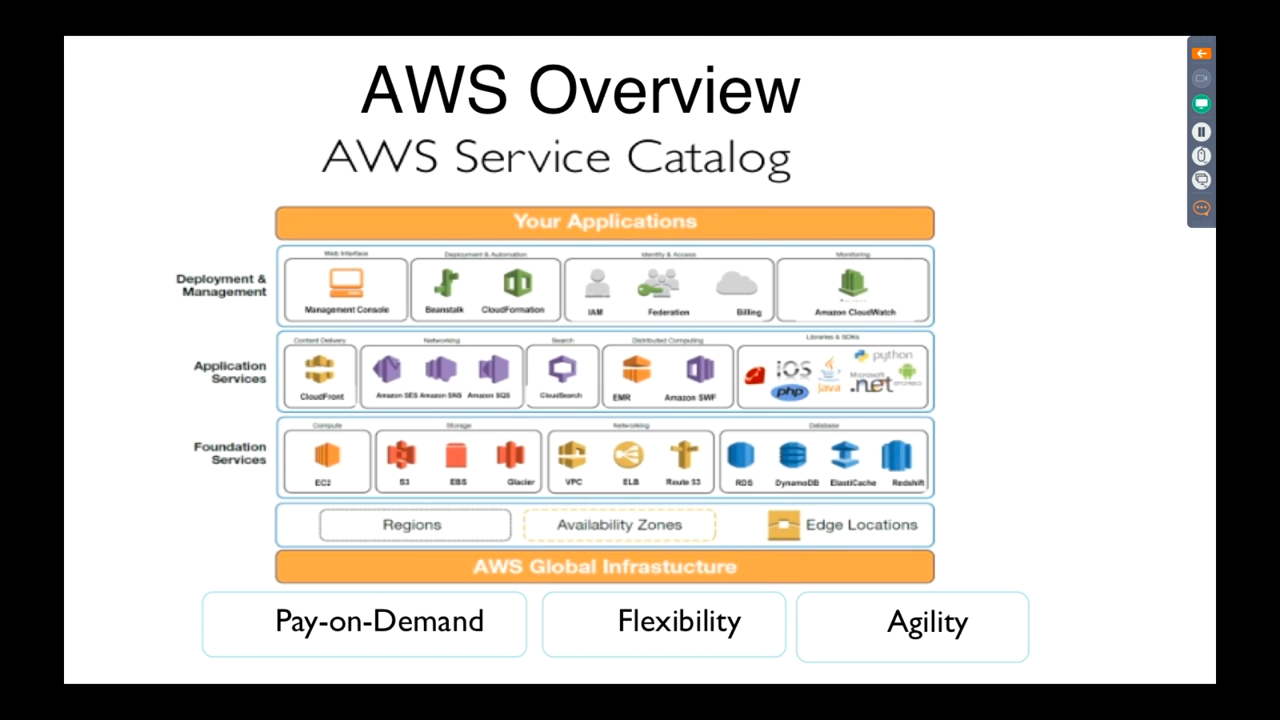 AWS Overview
AWS Service Catalog
Your Applications
Deployment & Management
Web Interface
Deployment & Automation
Identity & Access
Monitoring
Management Console
Beanstalk
CloudFormation
IAM
Federation
Billing
Amazon CloudWatch
Application Services
Content Delivery
Networking
Search
Distributed Computing
Libraries & SDKs
CloudFront
Amazon SES
Amazon SNS
Amazon SQS
CloudSearch
EMR
Amazon SWF
iOS
python
php
Java
Microsoft
.net
ANDROID
Foundation Services
Compute
Storage
Networking
Database
EC2
S3
EBS
Glacier
VPC
ELB
Route 53
RDS
DynamoDB
ElastiCache
Redshift
Regions
Availability Zones
Edge Locations
AWS Global Infrastucture
Pay-on-Demand
Flexibility
Agility